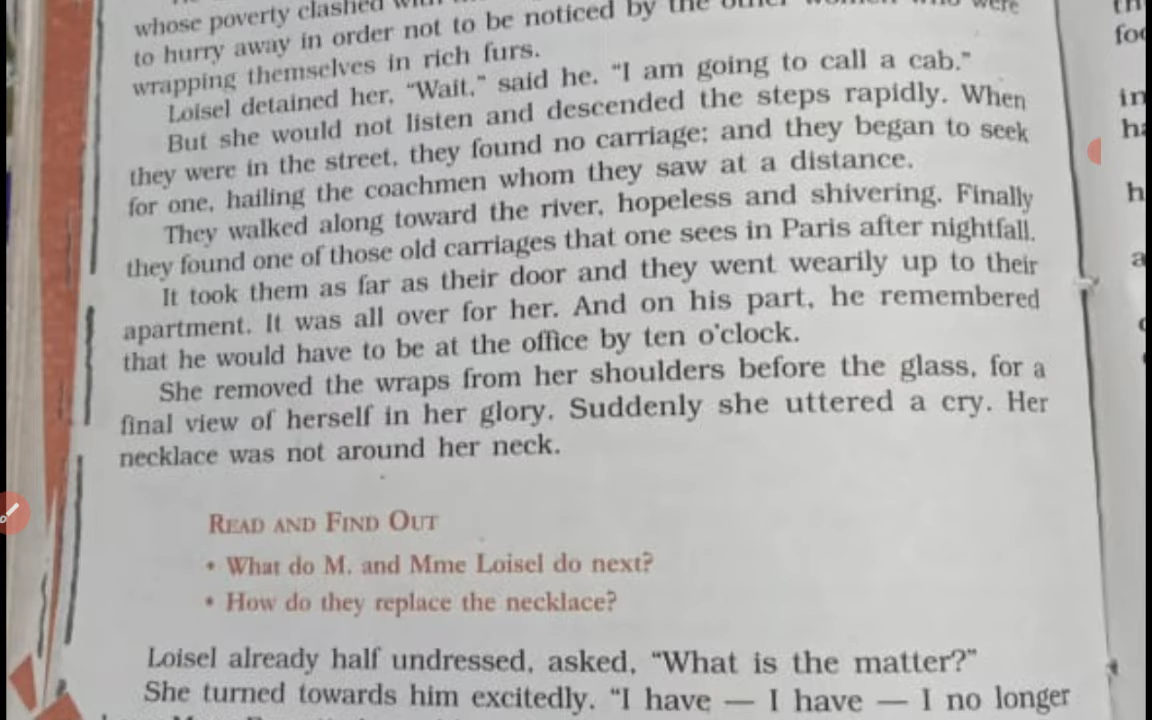 whose poverty clashed
to hurry away in order not to be noticed by the other women who were
wrapping themselves in rich furs.
Loisel detained her, “Wait,” said he. “I am going to call a cab.”
But she would not listen and descended the steps rapidly. When
they were in the street, they found no carriage; and they began to seek
for one, hailing the coachmen whom they saw at a distance.
They walked along toward the river, hopeless and shivering. Finally
they found one of those old carriages that one sees in Paris after nightfall.
It took them as far as their door and they went wearily up to their
apartment. It was all over for her. And on his part, he remembered
that he would have to be at the office by ten o'clock.
She removed the wraps from her shoulders before the glass, for a
final view of herself in her glory. Suddenly she uttered a cry. Her
necklace was not around her neck.
READ AND FIND OUT
• What do M. and Mme Loisel do next?
• How do they replace the necklace?
Loisel already half undressed, asked, “What is the matter?”
She turned towards him excitedly. “I have — I have — I no longer